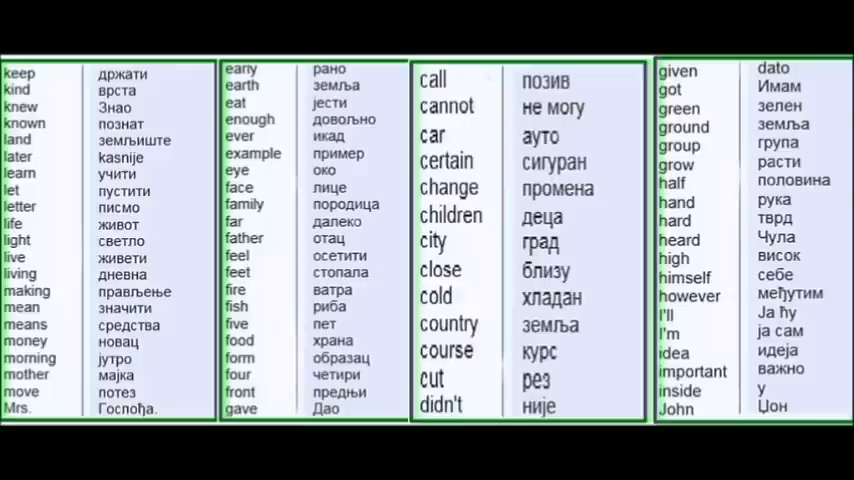 keep држати
kind врста
knew Знао
known познат
land земљиште
later kasnije
learn учити
let пустити
letter писмо
life живот
light светло
live живети
living дневна
making прављење
mean значити
means средства
money новац
morning јутро
mother мајка
move потез
Mrs. Госпођа.
early рано
earth земља
eat јести
enough довољно
ever икад
example пример
eye око
face лице
family породица
far далеко
father отац
feel осетити
feet стопала
fire ватра
fish риба
five пет
food храна
form образац
four четири
front предњи
gave Дао
call позив
cannot не могу
car ауто
certain сигуран
change промена
children деца
city град
close близу
cold хладан
country земља
course курс
cut рез
didn't није
given dato
got Имам
green зелен
ground земља
group група
grow расти
half половина
hand рука
hard тврд
heard Чула
high висок
himself себе
however међутим
I'll Ја ћу
I'm ја сам
idea идеја
important важно
inside у
John Џон